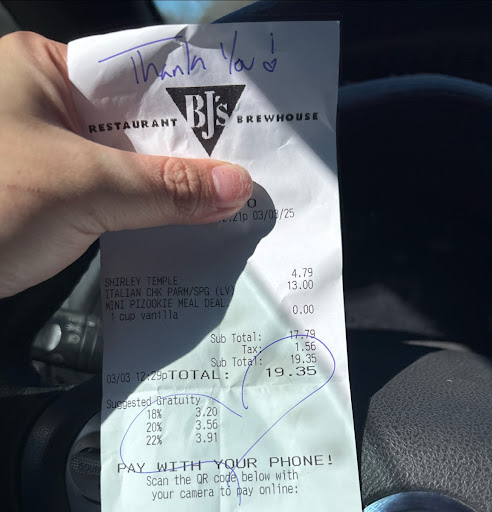 Thank You!
RESTAURANT BJ's BREWHOUSE
03/03/25
SHIRLEY TEMPLE 4.79
ITALIAN CHK PARM/SPG (LV) 13.00
MINI PIZOOKIE MEAL DEAL
1 cup vanilla 0.00
Sub Total: 17.79
Tax: 1.56
Sub Total: 19.35
03/03 12:29pTOTAL: 19.35
Suggested Gratuity
18% 3.20
20% 3.56
22% 3.91
PAY WITH YOUR PHONE!
Scan the QR code below with
your camera to pay online: